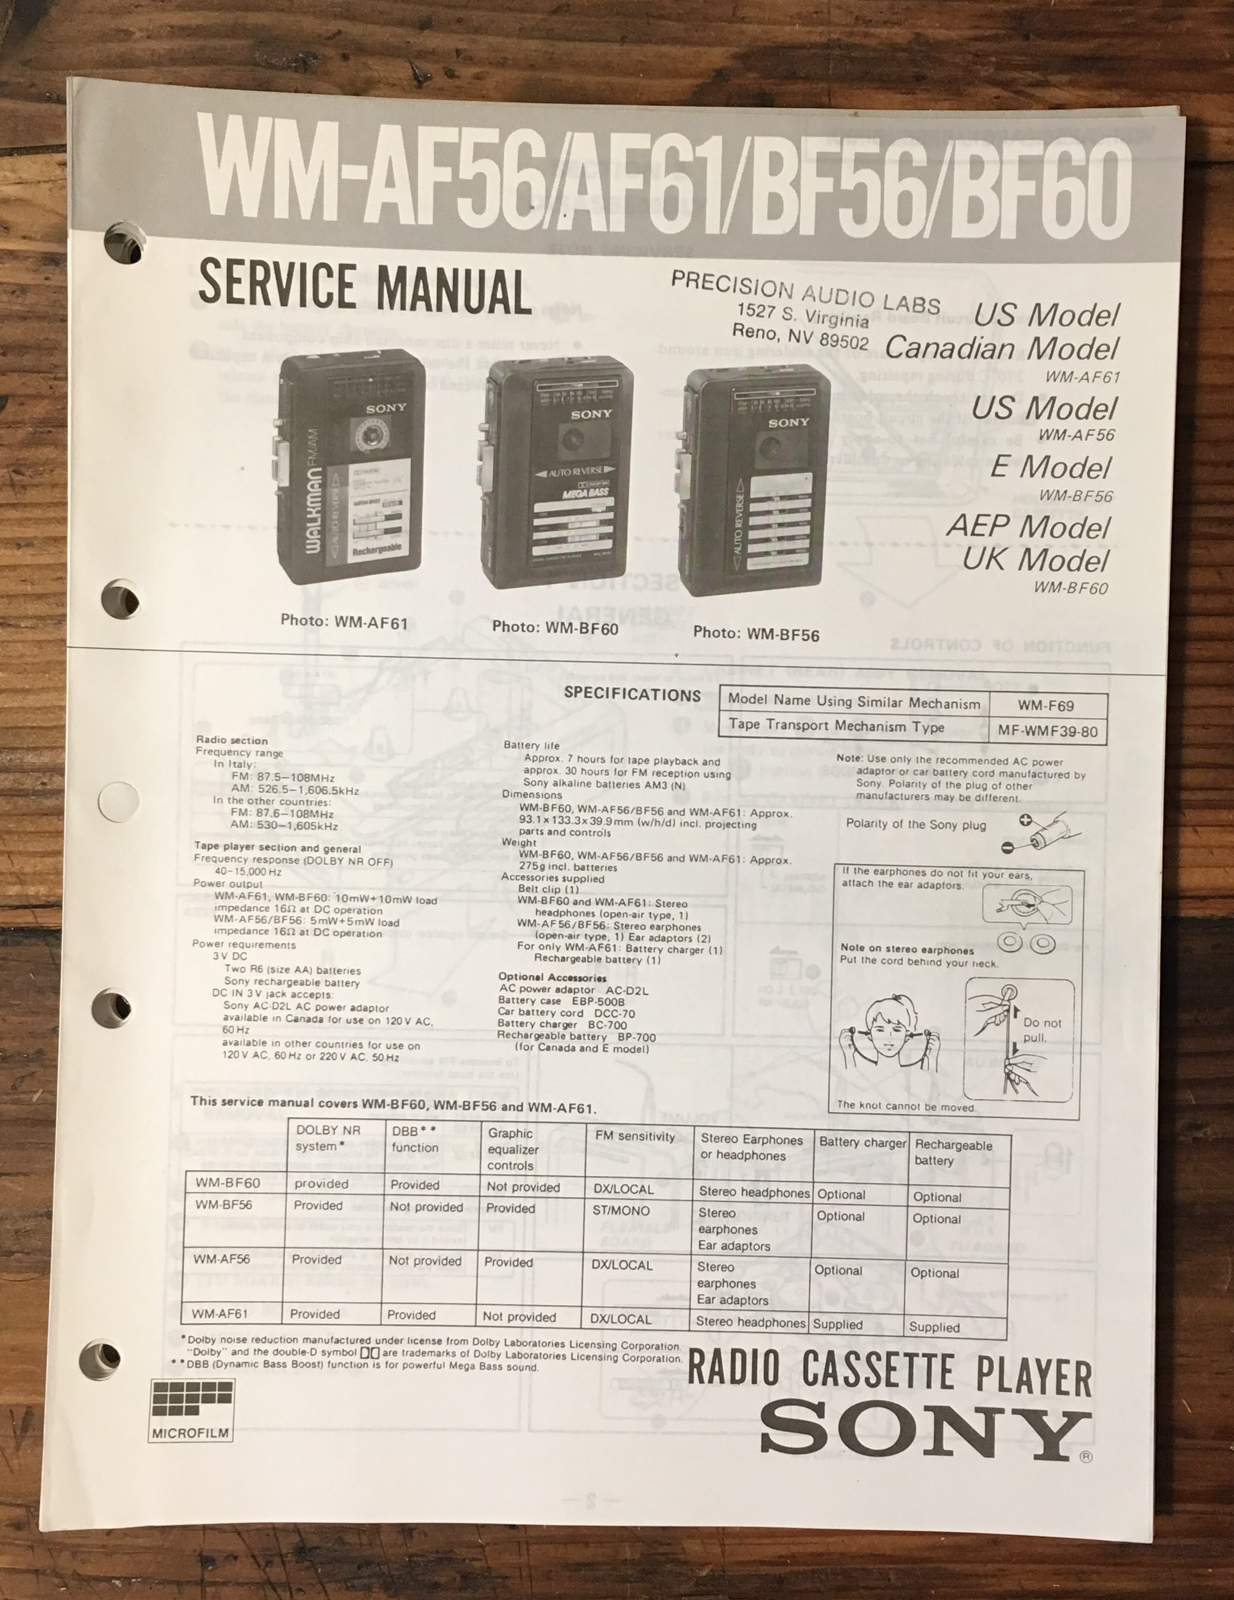 WM-AF56/AF61/BF56/BF60
SERVICE MANUAL
PRECISION AUDIO LABS
1527 S. Virginia
Reno, NV 89502
US Model
Canadian Model
WM-AF61
US Model
WM-AF56
E Model
WM-BF56
AEP Model
UK Model
WM-BF60
SONY
WALKMAN FM/AM
AUTO REVERSE
MEGA BASS
Rechargeable
SONY
AUTO REVERSE
MEGA BASS
SONY
AUTO REVERSE
Photo: WM-AF61
Photo: WM-BF60
Photo: WM-BF56
SPECIFICATIONS
Model Name Using Similar Mechanism WM-F69
Tape Transport Mechanism Type MF-WMF39-80
Radio section
Frequency range
In Italy:
FM: 87.5–108MHz
AM: 526.5–1,606.5kHz
In the other countries:
FM: 87.6–108MHz
AM: 530–1,605kHz
Tape player section and general
Frequency response (DOLBY NR OFF)
40–15,000 Hz
Power output
WM-AF61, WM-BF60: 10mW+10mW load
impedance 16Ω at DC operation
WM-AF56/BF56: 5mW+5mW load
impedance 16Ω at DC operation
Power requirements
3 V DC
Two R6 (size AA) batteries
Sony rechargeable battery
DC IN 3 V jack accepts:
Sony AC-D2L AC power adaptor
available in Canada for use on 120 V AC,
60 Hz
available in other countries for use on
120 V AC, 60 Hz or 220 V AC, 50 Hz
Battery life
Approx. 7 hours for tape playback and
approx. 30 hours for FM reception using
Sony alkaline batteries AM3 (N)
Dimensions
WM-BF60, WM-AF56/BF56 and WM-AF61: Approx.
93.1 x 133.3 x 39.9 mm (w/h/d) incl. projecting
parts and controls
Weight
WM-BF60, WM-AF56/BF56 and WM-AF61: Approx.
275g incl. batteries
Accessories supplied
Belt clip (1)
WM-BF60 and WM-AF61: Stereo
headphones (open-air type, 1)
WM-AF56/BF56: Stereo earphones
(open-air type, 1) Ear adaptors (2)
For only WM-AF61: Battery charger (1)
Rechargeable battery (1)
Optional Accessories
AC power adaptor AC-D2L
Battery case EBP-500B
Car battery cord DCC-70
Battery charger BC-700
Rechargeable battery BP-700
(for Canada and E model)
Note: Use only the recommended AC power
adaptor or car battery cord manufactured by
Sony. Polarity of the plug of other
manufacturers may be different.
Polarity of the Sony plug
If the earphones do not fit your ears,
attach the ear adaptors.
Note on stereo earphones
Put the cord behind your neck.
Do not
pull.
The knot cannot be moved.
This service manual covers WM-BF60, WM-BF56 and WM-AF61.
DOLBY NR system* DBB** function Graphic equalizer controls FM sensitivity Stereo Earphones or headphones Battery charger Rechargeable battery
WM-BF60 provided Provided Not provided DX/LOCAL Stereo headphones Optional Optional
WM-BF56 Provided Not provided Provided ST/MONO Stereo earphones Ear adaptors Optional Optional
WM-AF56 Provided Not provided Provided DX/LOCAL Stereo earphones Ear adaptors Optional Optional
WM-AF61 Provided Provided Not provided DX/LOCAL Stereo headphones Supplied Supplied
*Dolby noise reduction manufactured under license from Dolby Laboratories Licensing Corporation.
"Dolby" and the double-D symbol are trademarks of Dolby Laboratories Licensing Corporation.
**DBB (Dynamic Bass Boost) function is for powerful Mega Bass sound.
MICROFILM
RADIO CASSETTE PLAYER
SONY®